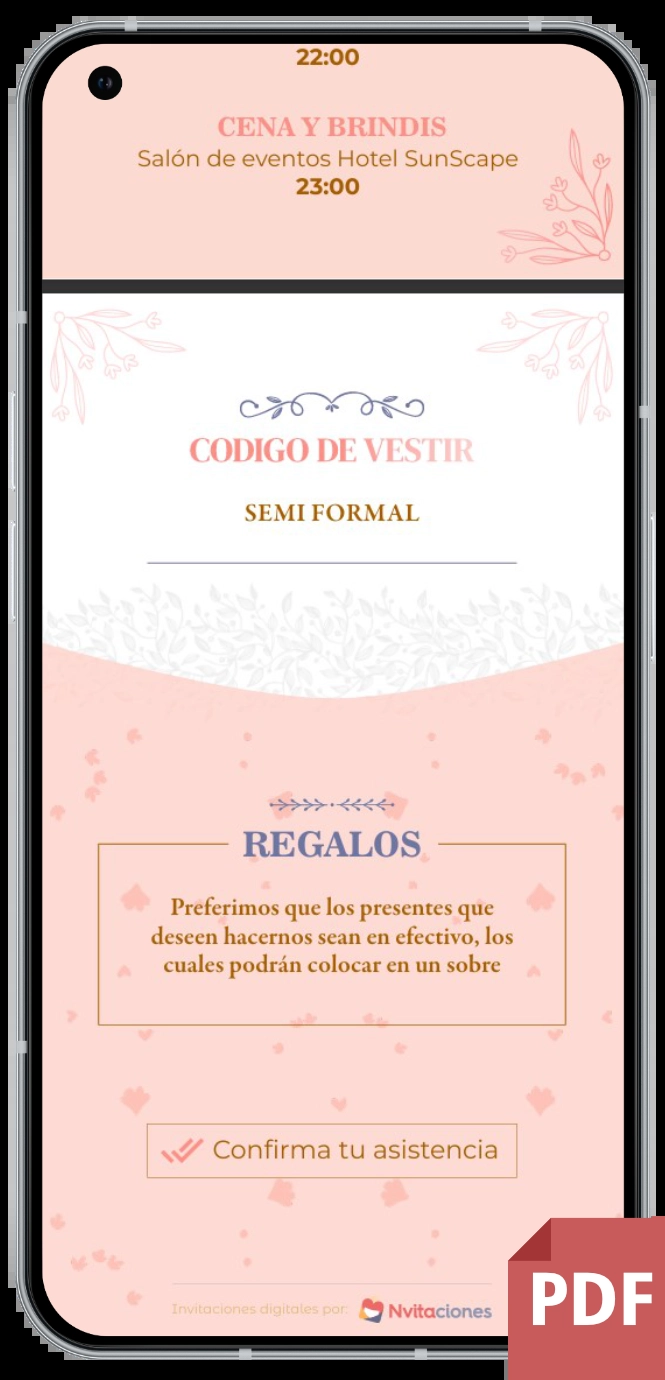 22:00
CENA Y BRINDIS
Salón de eventos Hotel SunScape
23:00
CODIGO DE VESTIR
SEMI FORMAL
REGALOS
Preferimos que los presentes que
deseen hacernos sean en efectivo, los
cuales podrán colocar en un sobre
Confirma tu asistencia
Invitaciones digitales por: Nvitaciones
PDF